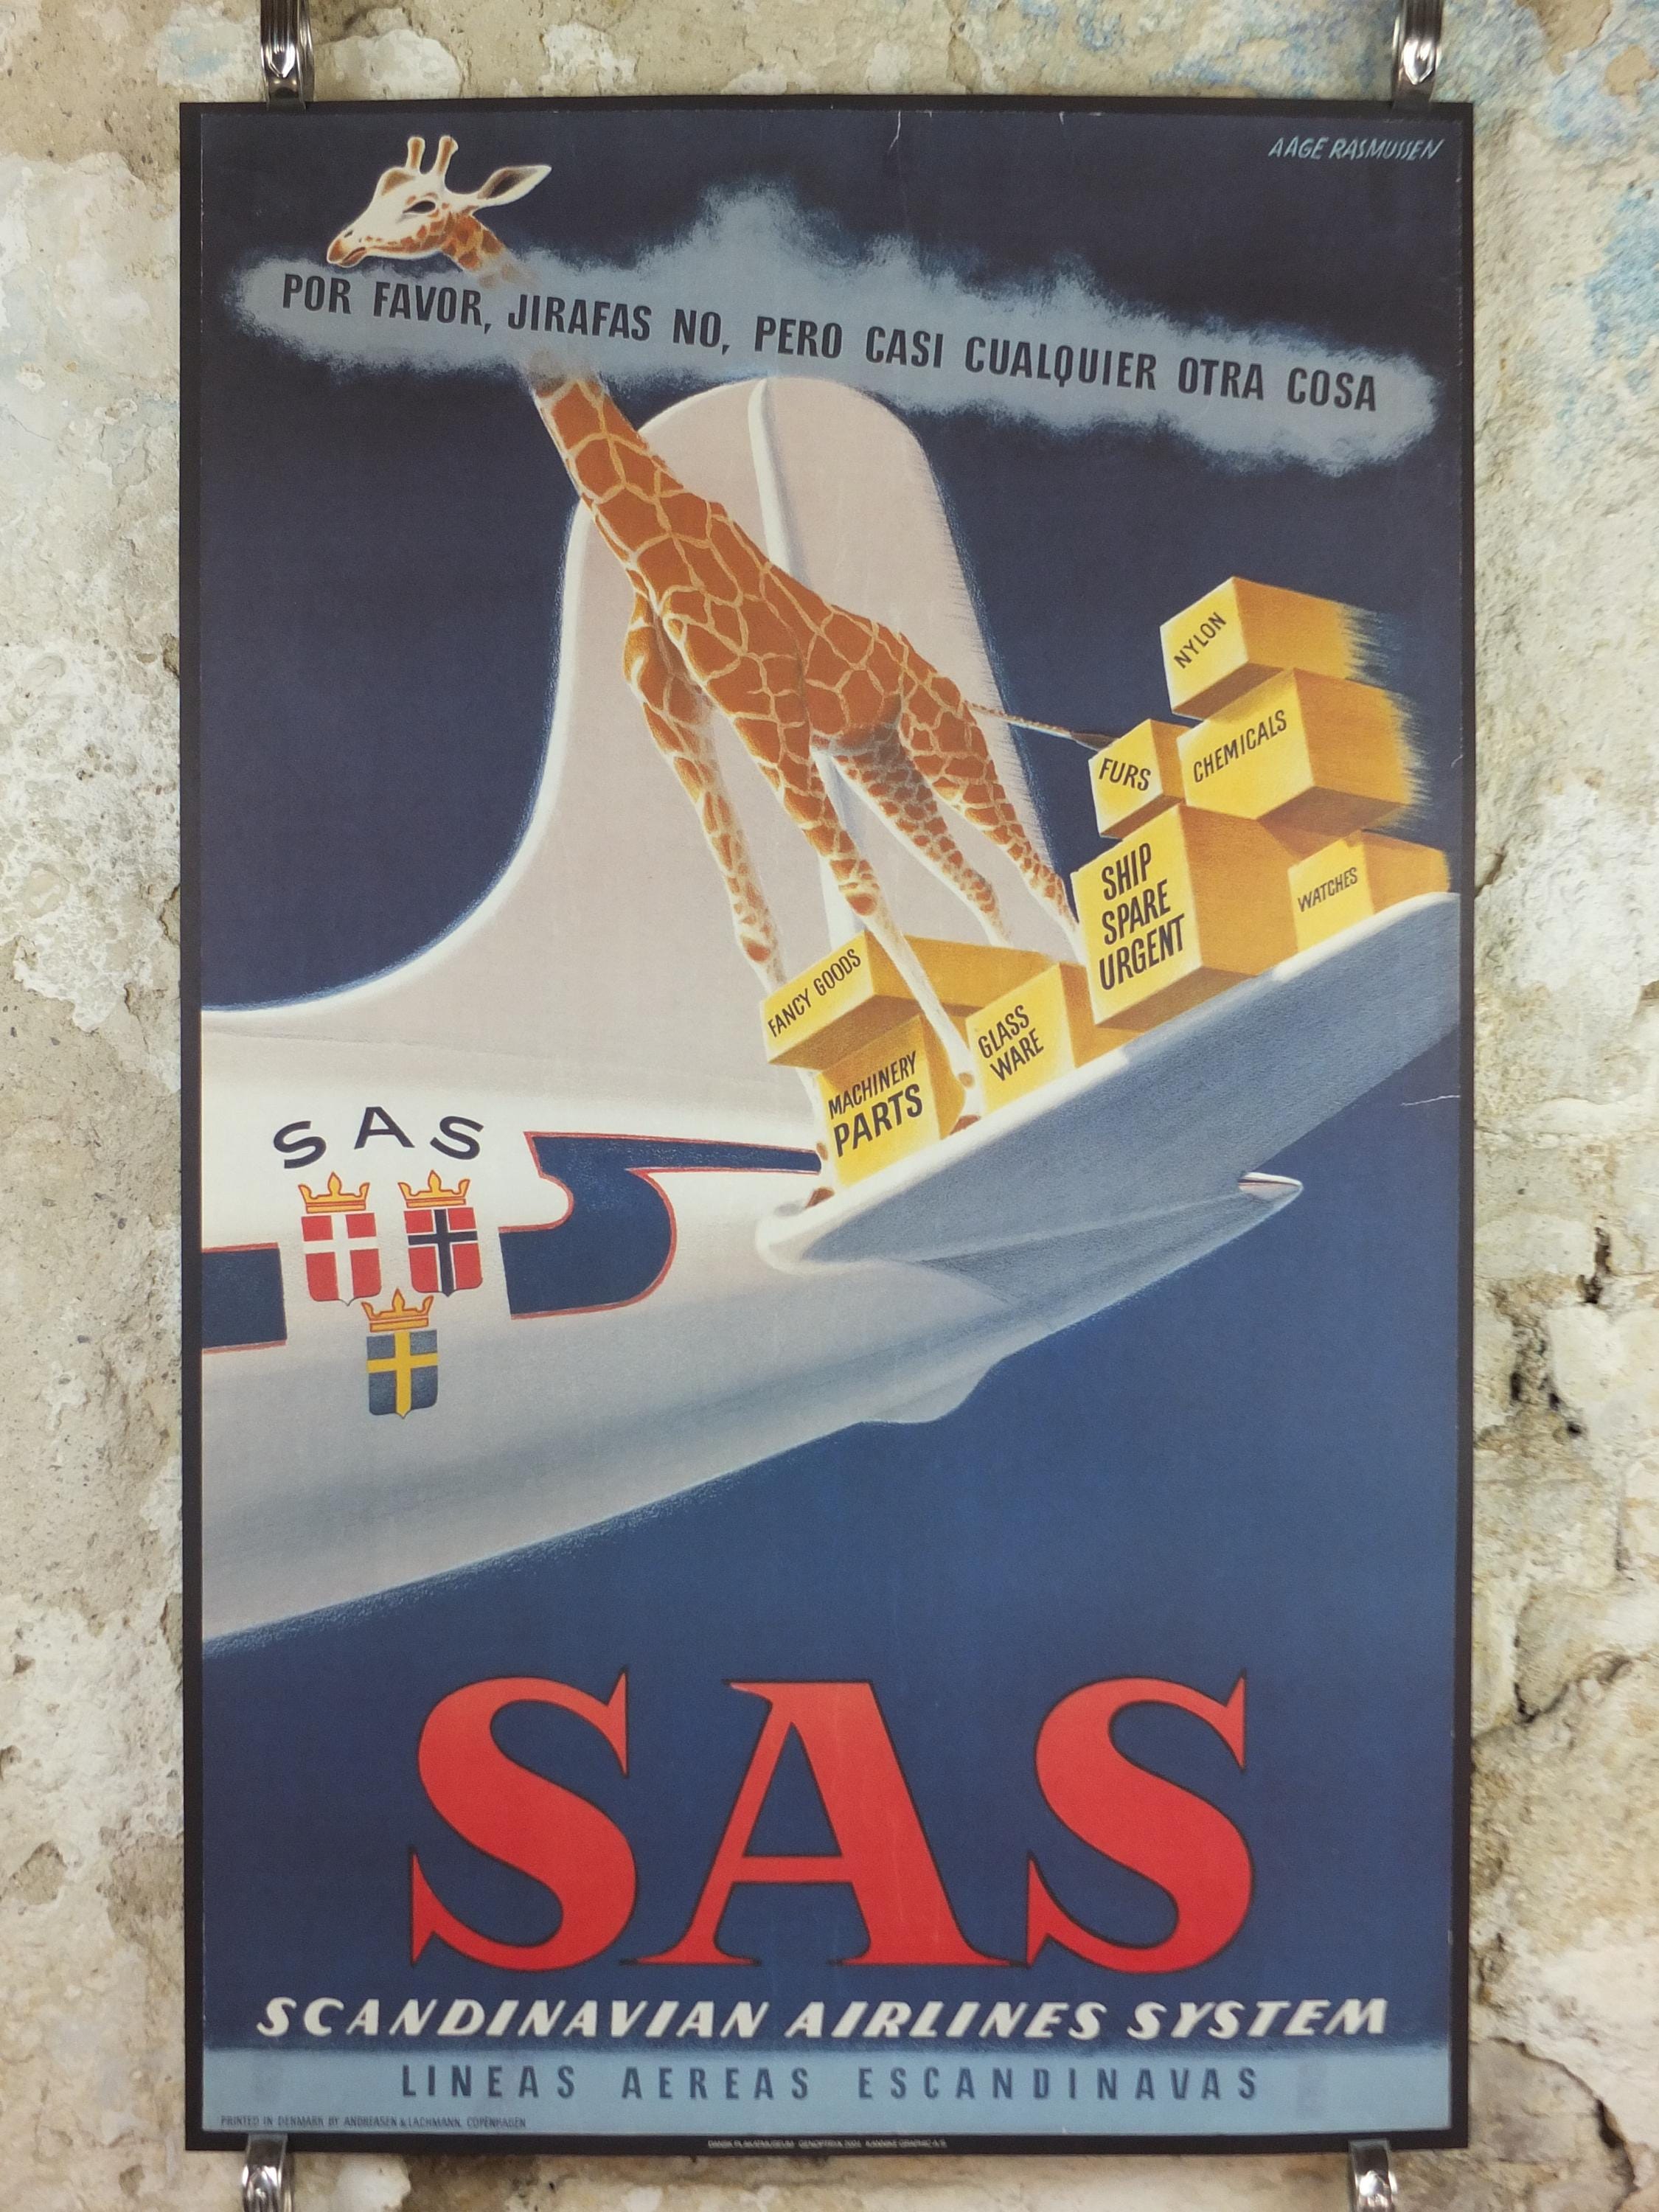 AAGE RASMUSSEN
POR FAVOR, JIRAFAS NO, PERO CASI CUALQUIER OTRA COSA
NYLON
FURS
CHEMICALS
SHIP
SPARE
URGENT
WATCHES
FANCY GOODS
GLASS
WARE
MACHINERY
PARTS
SAS
SAS
SCANDINAVIAN AIRLINES SYSTEM
LINEAS AEREAS ESCANDINAVAS
PRINTED IN DENMARK BY ANDREASEN & LACHMANN, COPENHAGEN